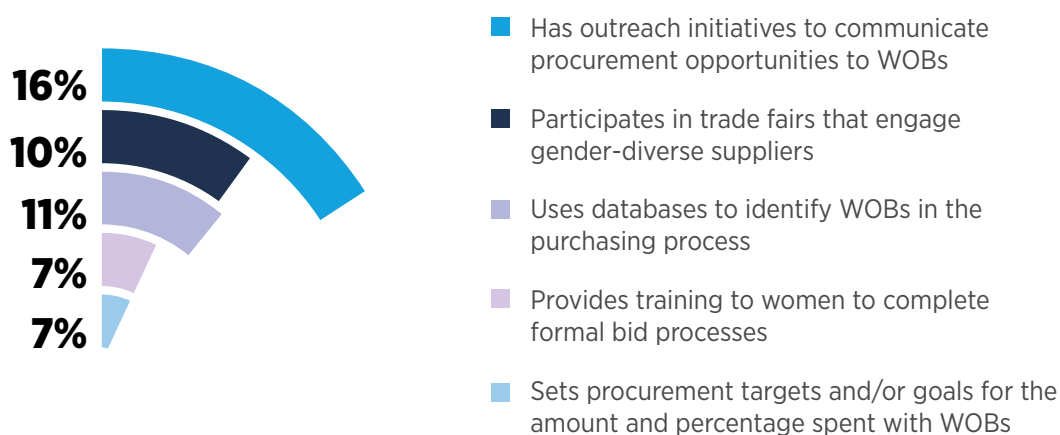 16%
10%
11%
7%
7%
Has outreach initiatives to communicate
procurement opportunities to WOBs
Participates in trade fairs that engage
gender-diverse suppliers
Uses databases to identify WOBs in the
purchasing process
Provides training to women to complete
formal bid processes
Sets procurement targets and/or goals for the
amount and percentage spent with WOBs